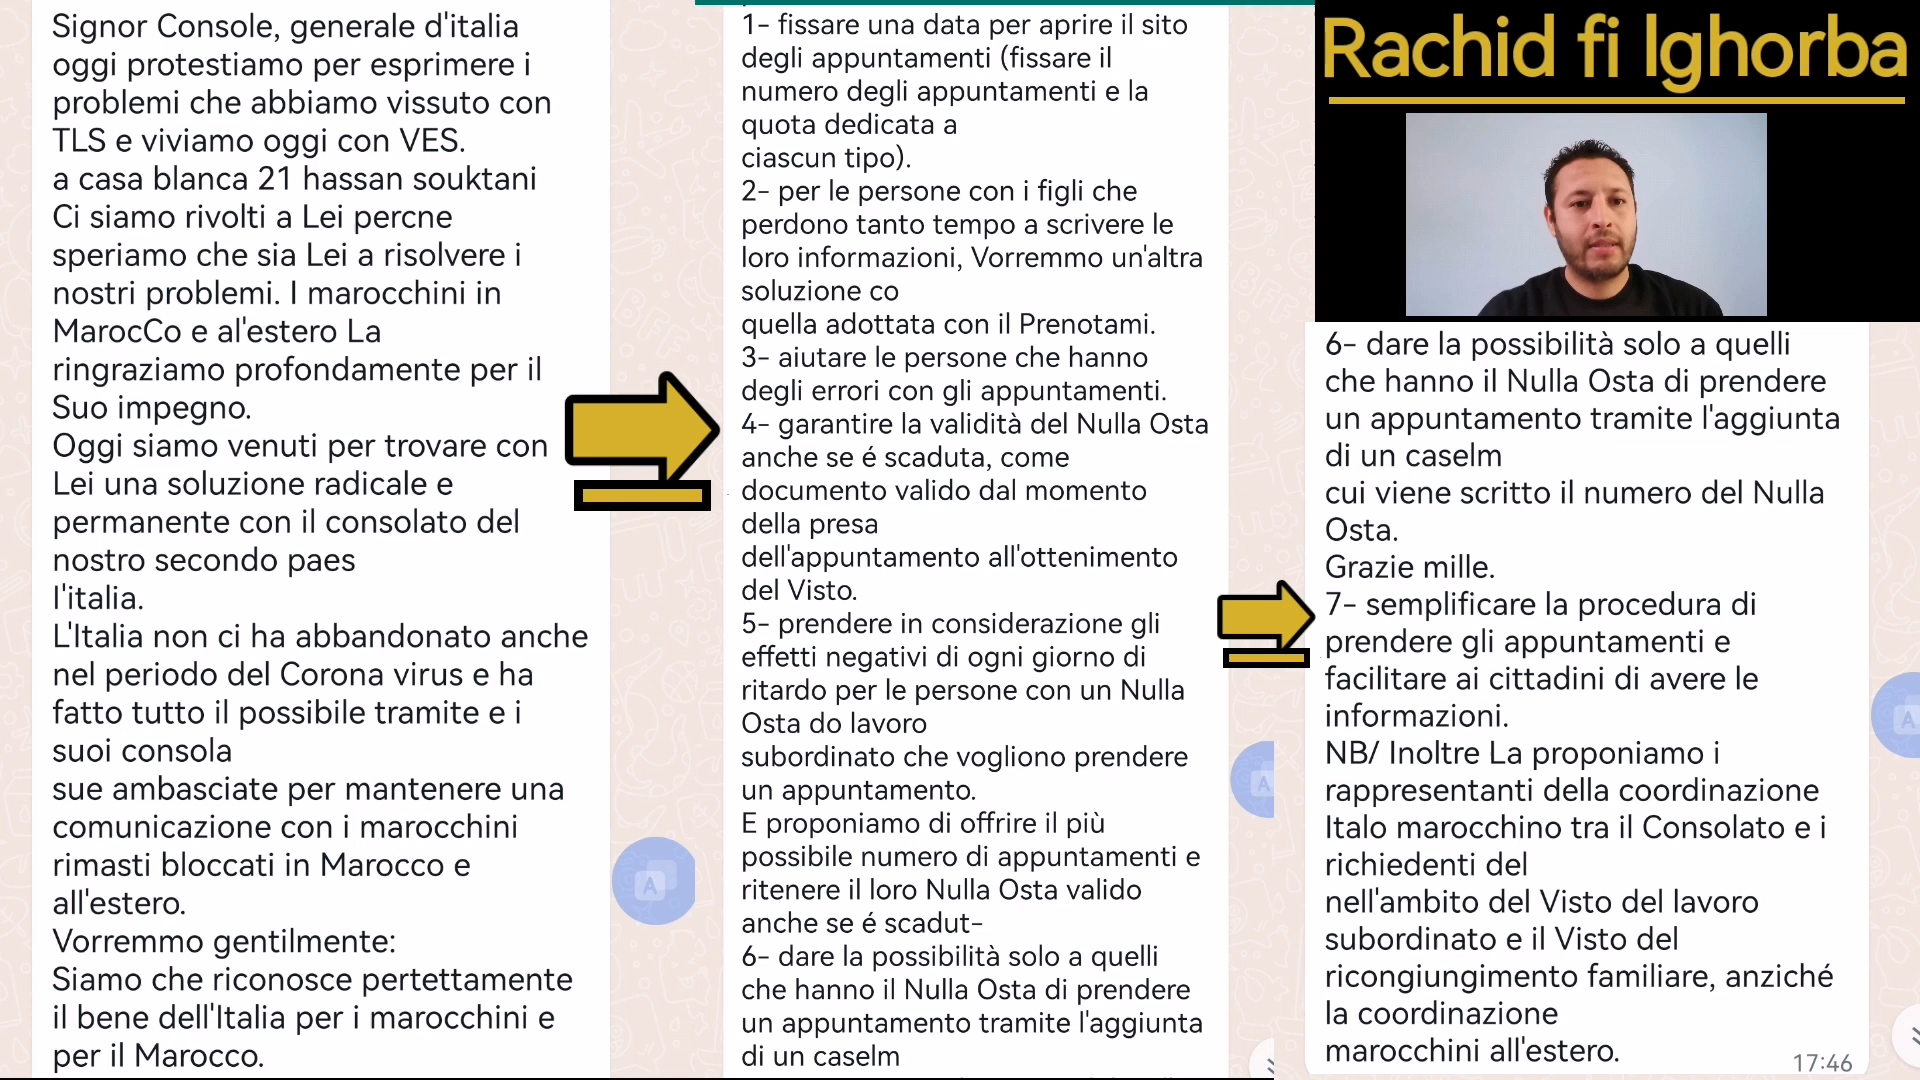 Signor Console, generale d'italia
oggi protestiamo per esprimere i
problemi che abbiamo vissuto con
TLS e viviamo oggi con VES.
a casa blanca 21 hassan souktani
Ci siamo rivolti a Lei percne
speriamo che sia Lei a risolvere i
nostri problemi. I marocchini in
MarocCo e al'estero La
ringraziamo profondamente per il
Suo impegno.
Oggi siamo venuti per trovare con
Lei una soluzione radicale e
permanente con il consolato del
nostro secondo paes
l'italia.
L'Italia non ci ha abbandonato anche
nel periodo del Corona virus e ha
fatto tutto il possibile tramite e i
suoi consola
sue ambasciate per mantenere una
comunicazione con i marocchini
rimasti bloccati in Marocco e
all'estero.
Vorremmo gentilmente:
Siamo che riconosce pertettamente
il bene dell'Italia per i marocchini e
per il Marocco.
1- fissare una data per aprire il sito
degli appuntamenti (fissare il
numero degli appuntamenti e la
quota dedicata a
ciascun tipo).
2- per le persone con i figli che
perdono tanto tempo a scrivere le
loro informazioni, Vorremmo un'altra
soluzione co
quella adottata con il Prenotami.
3- aiutare le persone che hanno
degli errori con gli appuntamenti.
4- garantire la validità del Nulla Osta
anche se é scaduta, come
documento valido dal momento
della presa
dell'appuntamento all'ottenimento
del Visto.
5- prendere in considerazione gli
effetti negativi di ogni giorno di
ritardo per le persone con un Nulla
Osta do lavoro
subordinato che vogliono prendere
un appuntamento.
E proponiamo di offrire il più
possibile numero di appuntamenti e
ritenere il loro Nulla Osta valido
anche se é scadut-
6- dare la possibilità solo a quelli
che hanno il Nulla Osta di prendere
un appuntamento tramite l'aggiunta
di un caselm
Rachid fi lghorba
6- dare la possibilità solo a quelli
che hanno il Nulla Osta di prendere
un appuntamento tramite l'aggiunta
di un caselm
cui viene scritto il numero del Nulla
Osta.
Grazie mille.
7- semplificare la procedura di
prendere gli appuntamenti e
facilitare ai cittadini di avere le
informazioni.
NB/ Inoltre La proponiamo i
rappresentanti della coordinazione
Italo marocchino tra il Consolato e i
richiedenti del
nell'ambito del Visto del lavoro
subordinato e il Visto del
ricongiungimento familiare, anziché
la coordinazione
marocchini all'estero.
17:46
A
A
A